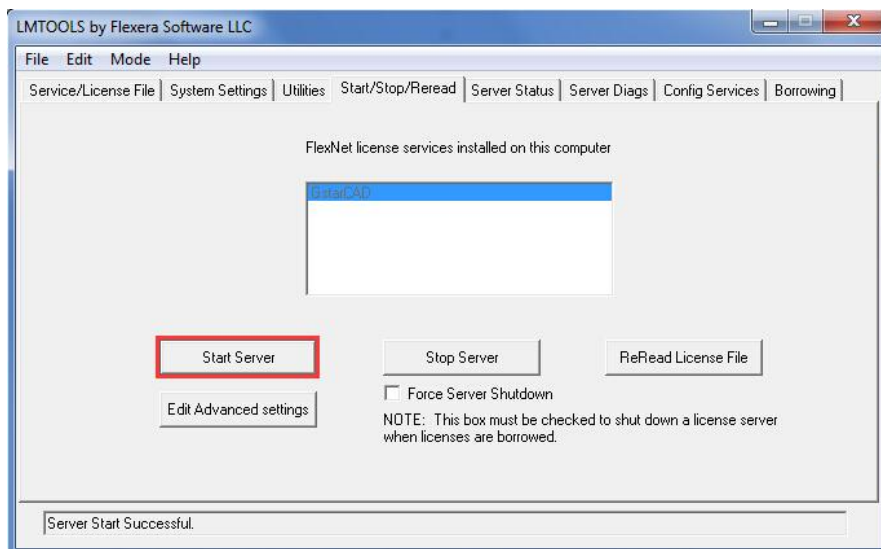 LMTOOLS by Flexera Software LLC
File Edit Mode Help
Service/License File System Settings Utilities Start/Stop/Reread Server Status Server Diags Config Services Borrowing
FlexNet license services installed on this computer
GstarCAD
Start Server Stop Server ReRead License File
Force Server Shutdown
Edit Advanced settings
NOTE: This box must be checked to shut down a license server
when licenses are borrowed.
Server Start Successful.